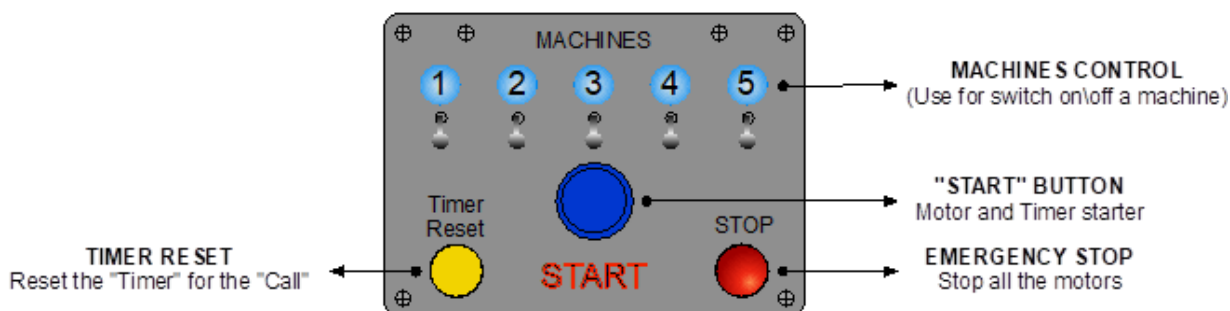 MACHINES
1 2 3 4 5
MACHINES CONTROL
(Use for switch on\off a machine)
"START" BUTTON
Motor and Timer starter
Timer
Reset
STOP
TIMER RESET
Reset the "Timer" for the "Call"
START
EMERGENCY STOP
Stop all the motors